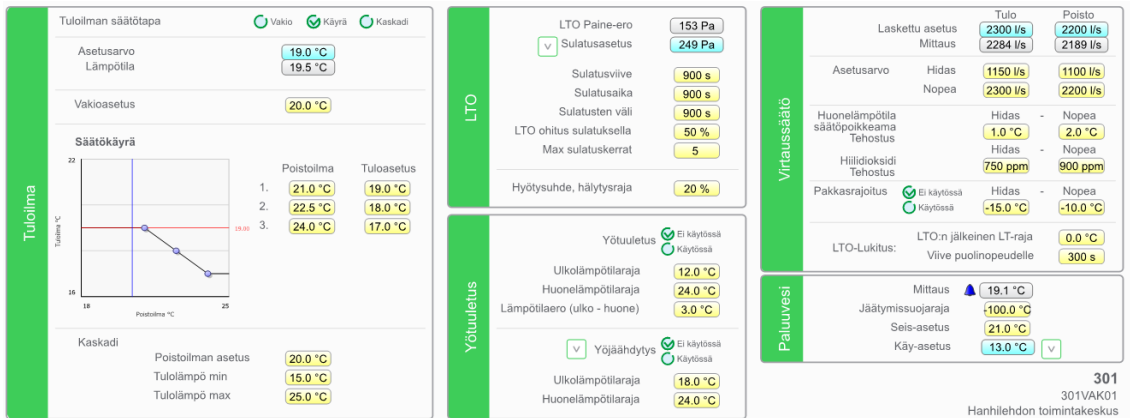 Tuloilma
Tuloilman säätötapa Vakio Käyrä Kaskadi
Asetusarvo 19.0 °C
Lämpötila 19.5 °C
Vakioasetus 20.0 °C
Säätökäyrä
22
Tuloilma °C
19.00
16
18 25
Poistoilma °C
Poistoilma Tuloasetus
1. 21.0 °C 19.0 °C
2. 22.5 °C 18.0 °C
3. 24.0 °C 17.0 °C
Kaskadi
Poistoilman asetus 20.0 °C
Tulolämpö min 15.0 °C
Tulolämpö max 25.0 °C
LTO
LTO Paine-ero 153 Pa
V Sulatusasetus 249 Pa
Sulatusviive 900 s
Sulatusaika 900 s
Sulatusten väli 900 s
LTO ohitus sulatuksella 50 %
Max sulatuskerrat 5
Hyötysuhde, hälytysraja 20 %
Yötuuletus
Yötuuletus Ei käytössä
Käytössä
Ulkolämpötilaraja 12.0 °C
Huonelämpötilaraja 24.0 °C
Lämpötilaero (ulko - huone) 3.0 °C
V Yöjäähdytys Ei käytössä
Käytössä
Ulkolämpötilaraja 18.0 °C
Huonelämpötilaraja 24.0 °C
Virtaussäätö
Tulo Poisto
Laskettu asetus 2300 l/s 2200 l/s
Mittaus 2284 l/s 2189 l/s
Asetusarvo Hidas 1150 l/s 1100 l/s
Nopea 2300 l/s 2200 l/s
Huonelämpötila Hidas - Nopea
säätöpoikkeama 1.0 °C 2.0 °C
Tehostus
Hidas - Nopea
Hiilidioksidi 750 ppm 900 ppm
Tehostus
Pakkasrajoitus Ei käytössä Hidas - Nopea
Käytössä -15.0 °C -10.0 °C
LTO-Lukitus: LTO:n jälkeinen LT-raja 0.0 °C
Viive puolinopeudelle 300 s
Paluuvesi
Mittaus 19.1 °C
Jäätymissuojaraja -100.0 °C
Seis-asetus 21.0 °C
Käy-asetus 13.0 °C V
301
301VAK01
Hanhilehdon toimintakeskus